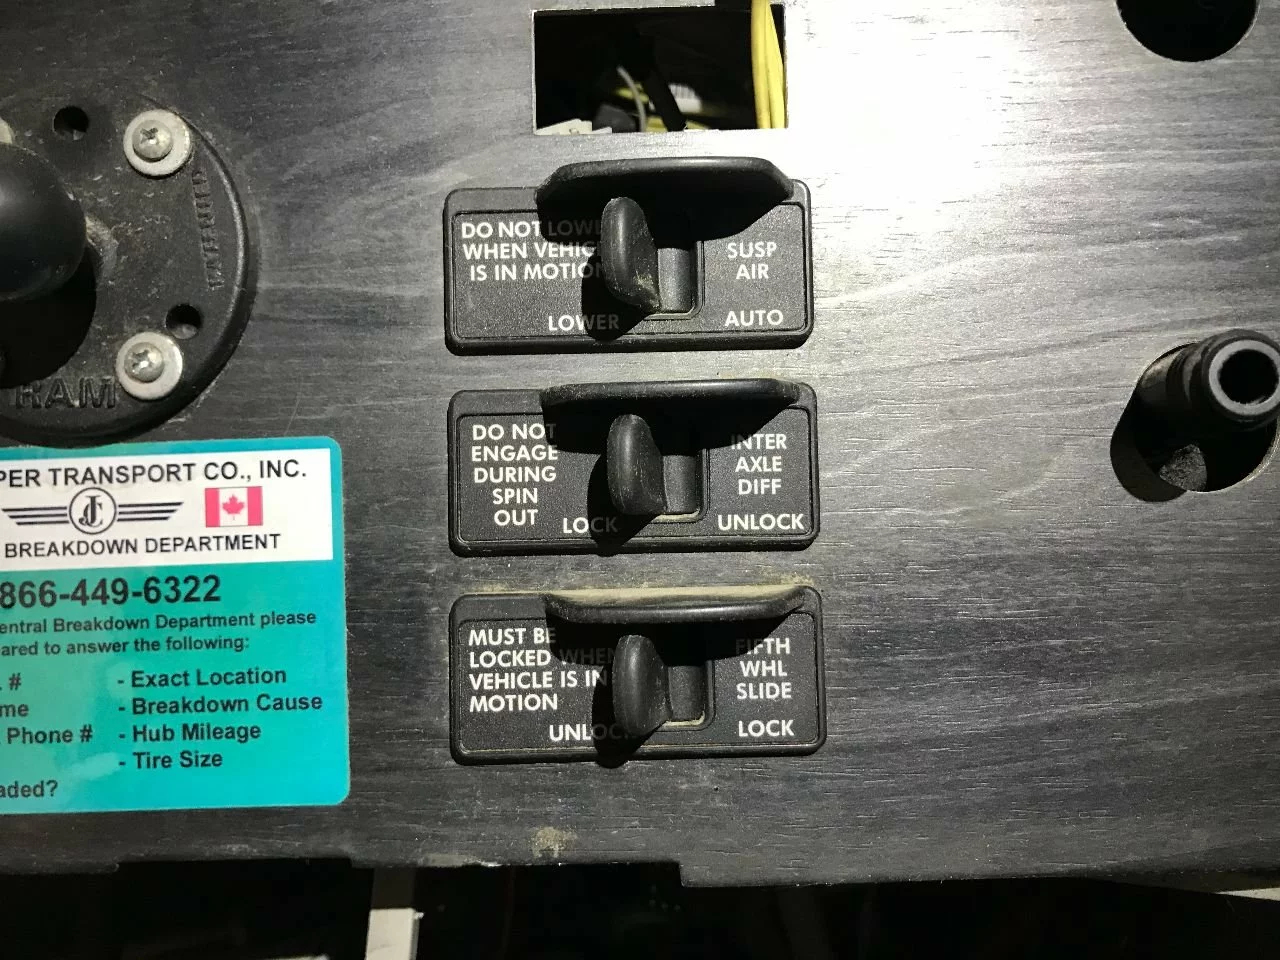 DO NOT LOWER
WHEN VEHIC
IS IN MOTION
LOWER
SUSP
AIR
AUTO
DO NOT
ENGAGE
DURING
SPIN
OUT
LOCK
INTER
AXLE
DIFF
UNLOCK
MUST BE
LOCKED WHEN
VEHICLE IS IN
MOTION
UNLOCK
FIFTH
WHL
SLIDE
LOCK
RAM
PER TRANSPORT CO., INC.
BREAKDOWN DEPARTMENT
866-449-6322
entral Breakdown Department please
ared to answer the following:
#
- Exact Location
me
- Breakdown Cause
Phone #
- Hub Mileage
- Tire Size
aded?